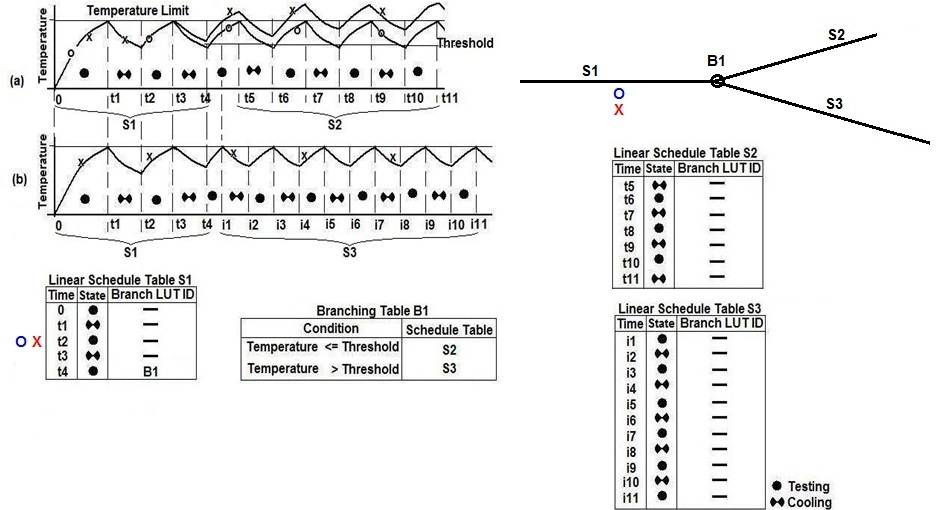 Temperature Limit
Temperature
x x x
x x o o o o
o
Threshold
(a)
0 t1 t2 t3 t4 t5 t6 t7 t8 t9 t10 t11
S1 S2
Temperature
x x x x x
(b)
0 t1 t2 t3 t4 i1 i2 i3 i4 i5 i6 i7 i8 i9 i10 i11
S1 S3
S1 B1 S2
O
X
S3
Linear Schedule Table S1
Time State Branch LUT ID
0 —
t1 —
O X t2 —
t3 —
t4 B1
Branching Table B1
Condition Schedule Table
Temperature <= Threshold S2
Temperature > Threshold S3
Linear Schedule Table S2
Time State Branch LUT ID
t5 —
t6 —
t7 —
t8 —
t9 —
t10 —
t11 —
Linear Schedule Table S3
Time State Branch LUT ID
i1 —
i2 —
i3 —
i4 —
i5 —
i6 —
i7 —
i8 —
i9 —
i10 —
i11 —
Testing
Cooling